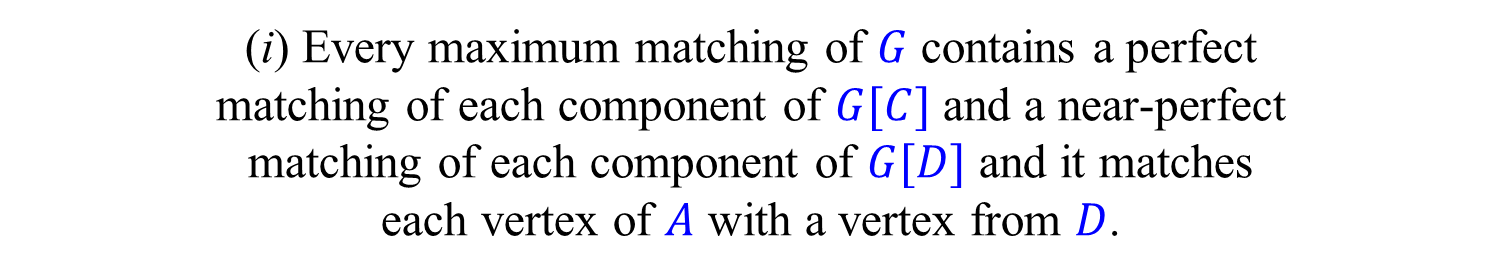 (i) Every maximum matching of G contains a perfect
matching of each component of G[C] and a near-perfect
matching of each component of G[D] and it matches
each vertex of A with a vertex from D.